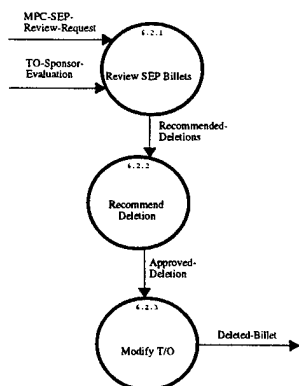 MPC-SEP-
Review-Request
6.2.1
TO-Sponsor-
Evaluation
Review SEP Billets
Recommended-
Deletions
6.2.2
Recommend
Deletion
Approved-
Deletion
6.2.3
Modify T/O
Deleted-Billet